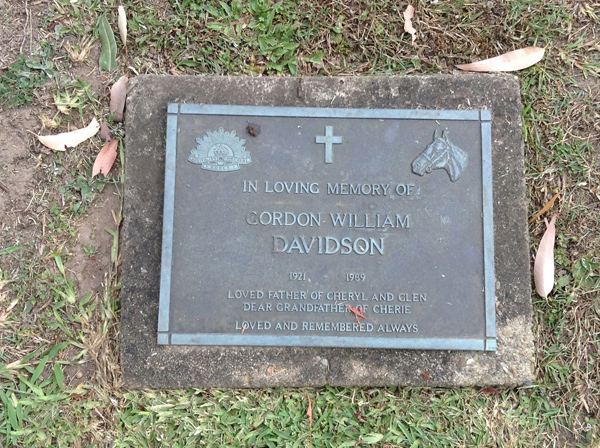 IN LOVING MEMORY OF
GORDON WILLIAM
DAVIDSON
1921 1989
LOVED FATHER OF CHERYL AND GLEN
DEAR GRANDFATHER OF CHERIE
LOVED AND REMEMBERED ALWAYS